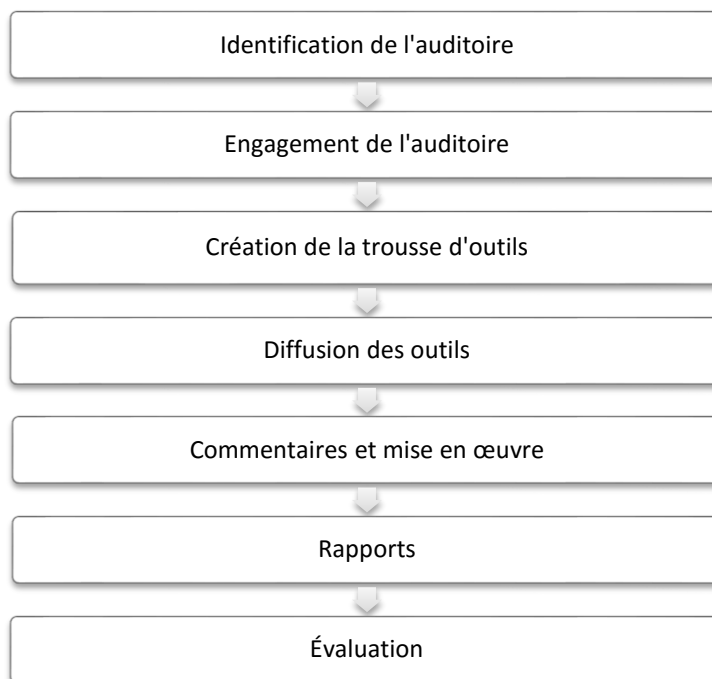 Identification de l'auditoire
Engagement de l'auditoire
Création de la trousse d'outils
Diffusion des outils
Commentaires et mise en œuvre
Rapports
Évaluation